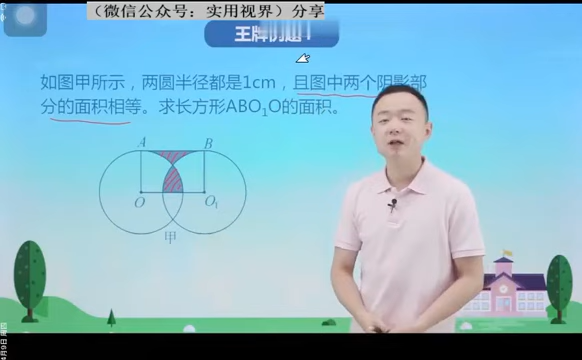 （微信公众号：实用视界）分享
王牌例题1
如图甲所示，两圆半径都是1cm，且图中两个阴影部
分的面积相等。求长方形ABO₁O的面积。
A B
O O₁
甲